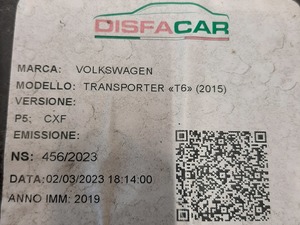 DISFACAR
MARCA: VOLKSWAGEN
MODELLO: TRANSPORTER «T6» (2015)
VERSIONE:
P5: CXF
EMISSIONE:
NS: 456/2023
DATA:02/03/2023 18:14:00
ANNO IMM: 2019